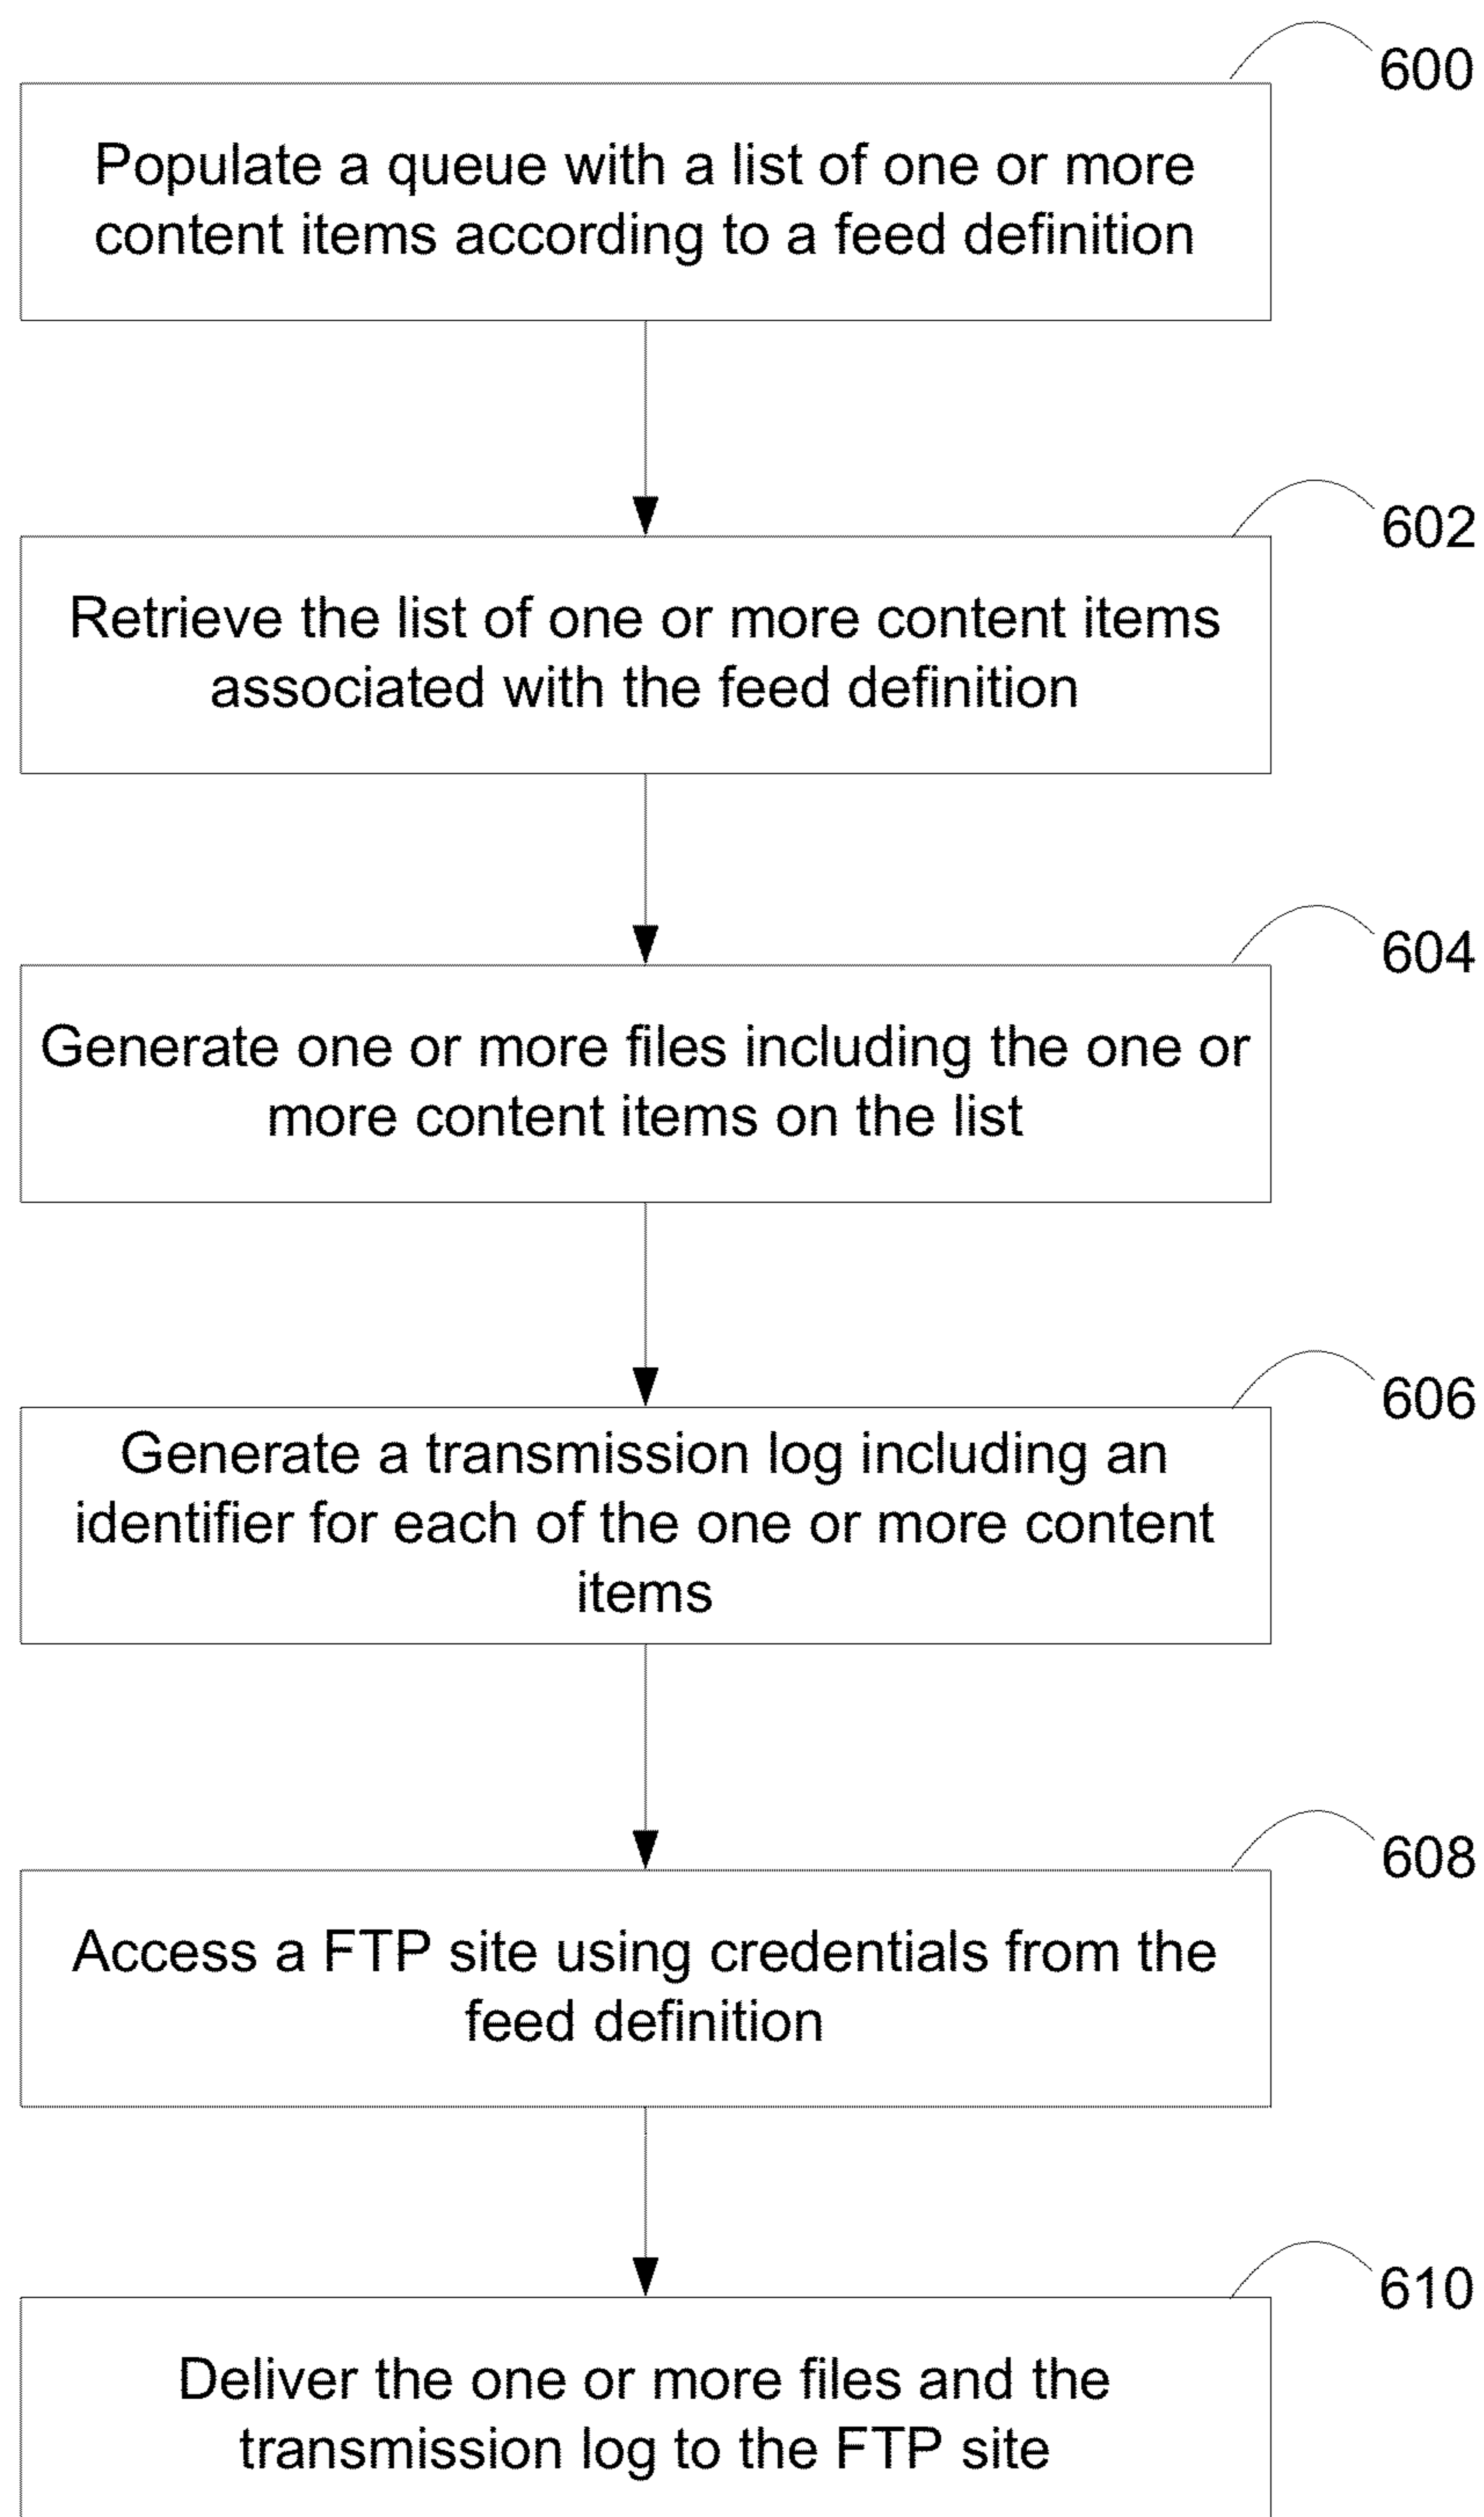 600
Populate a queue with a list of one or more
content items according to a feed definition
602
Retrieve the list of one or more content items
associated with the feed definition
604
Generate one or more files including the one or
more content items on the list
606
Generate a transmission log including an
identifier for each of the one or more content
items
608
Access a FTP site using credentials from the
feed definition
610
Deliver the one or more files and the
transmission log to the FTP site